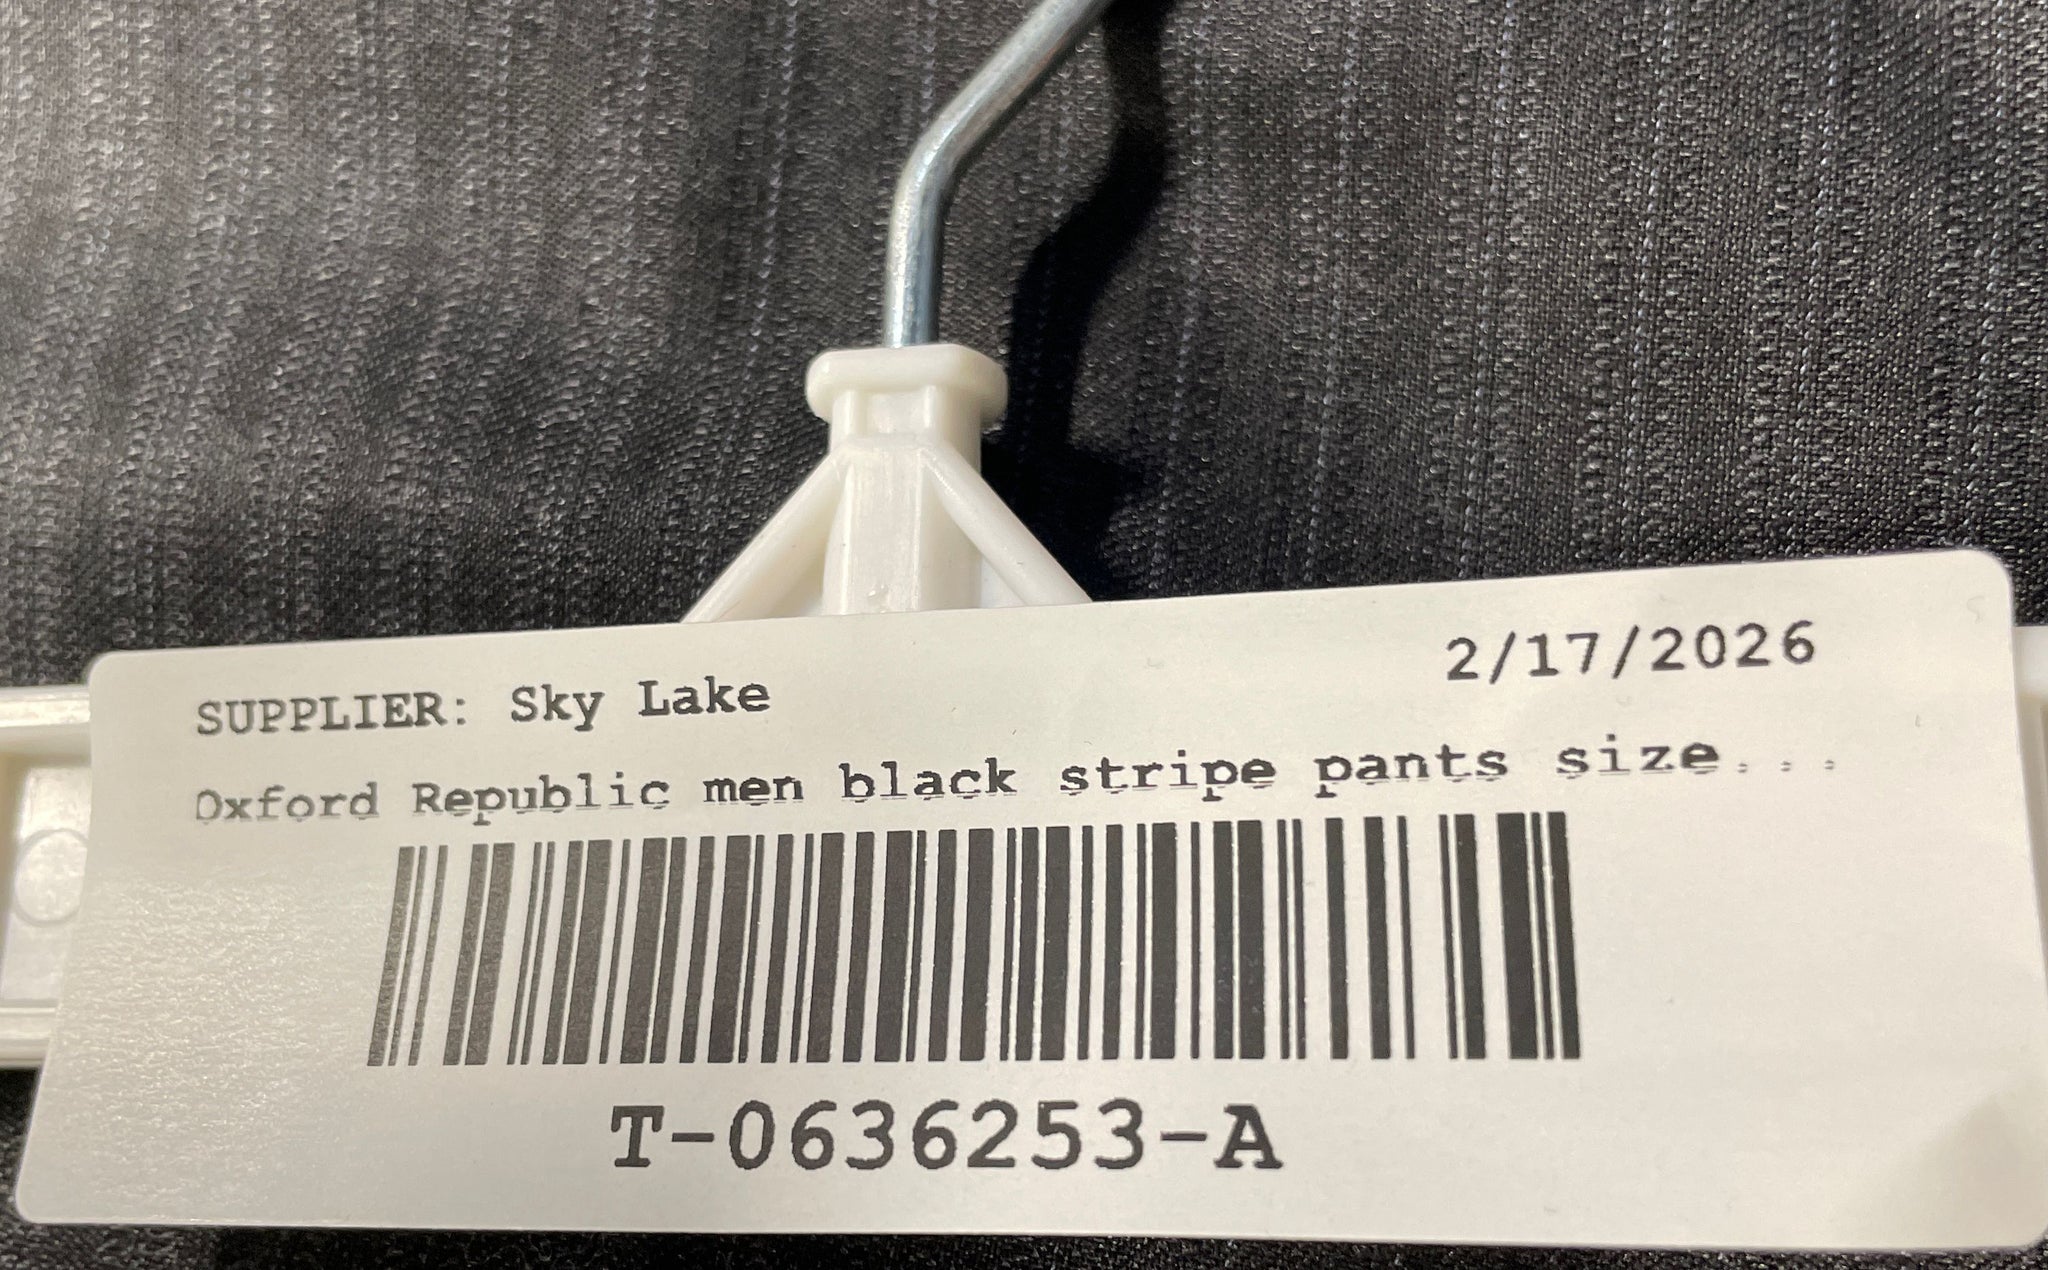 2/17/2026
SUPPLIER: Sky Lake
Oxford Republic men black stripe pants size...
T-0636253-A